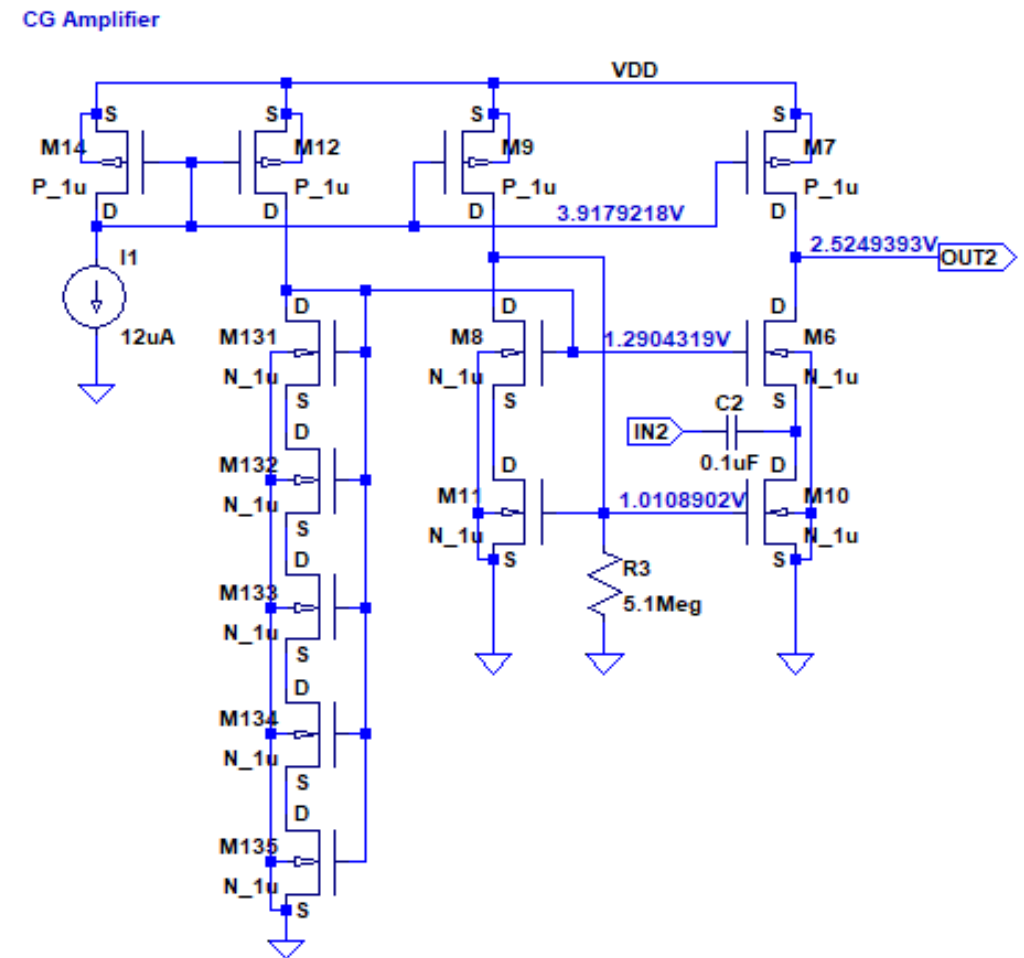 CG Amplifier
VDD
S
S
S
S
M14
M12
M9
M7
P_1u
P_1u
P_1u
P_1u
D
D
D
D
3.9179218V
2.5249393V
OUT2
I1
12uA
D
D
D
M131
M8
1.2904319V
M6
N_1u
N_1u
N_1u
S
S
S
C2
IN2
0.1uF
D
D
D
M132
M11
1.0108902V
M10
N_1u
N_1u
N_1u
S
S
S
D
R3
5.1Meg
M133
N_1u
S
D
M134
N_1u
S
D
M135
N_1u
S